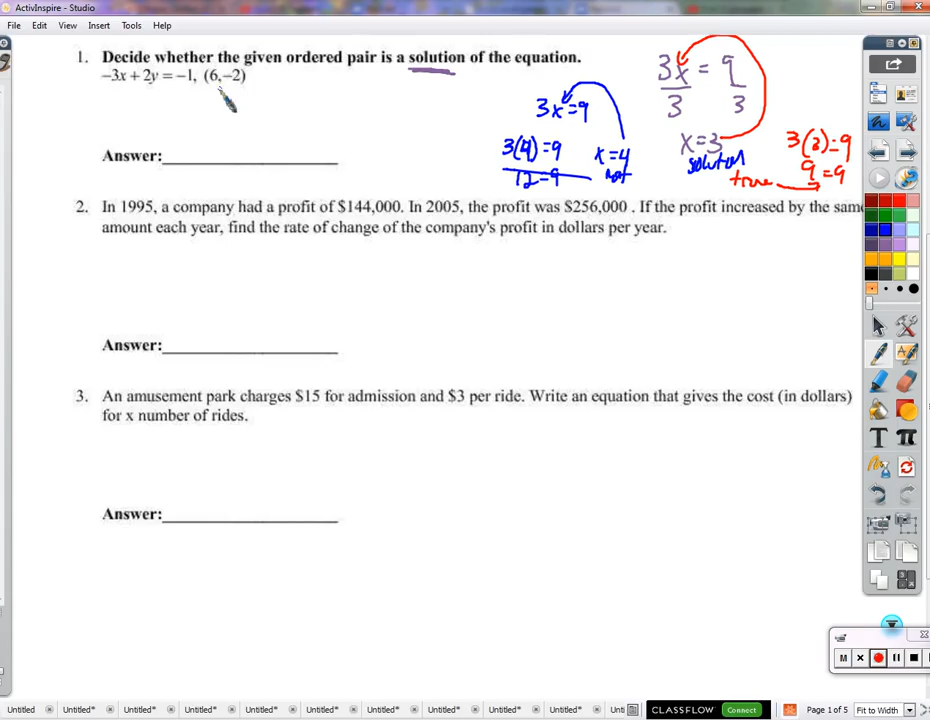 ActivInspire - Studio
File Edit View Insert Tools Help
1. Decide whether the given ordered pair is a solution of the equation.
−3x + 2y = −1, (6,−2)
3x = 9
3 3
x=3
solution
3x=9
3(4)=9
x=4
12=9
not
3(3)=9
9=9
true
Answer:____________________
2. In 1995, a company had a profit of $144,000. In 2005, the profit was $256,000 . If the profit increased by the same
amount each year, find the rate of change of the company's profit in dollars per year.
Answer:____________________
3. An amusement park charges $15 for admission and $3 per ride. Write an equation that gives the cost (in dollars)
for x number of rides.
Answer:____________________
M
Untitled Untitled* Untitled* Untitled* Untitled* Untitled* Untitled* Untitled* Untitled* Untitled* Unti CLASSFLOW Connect Page 1 of 5 Fit to Width